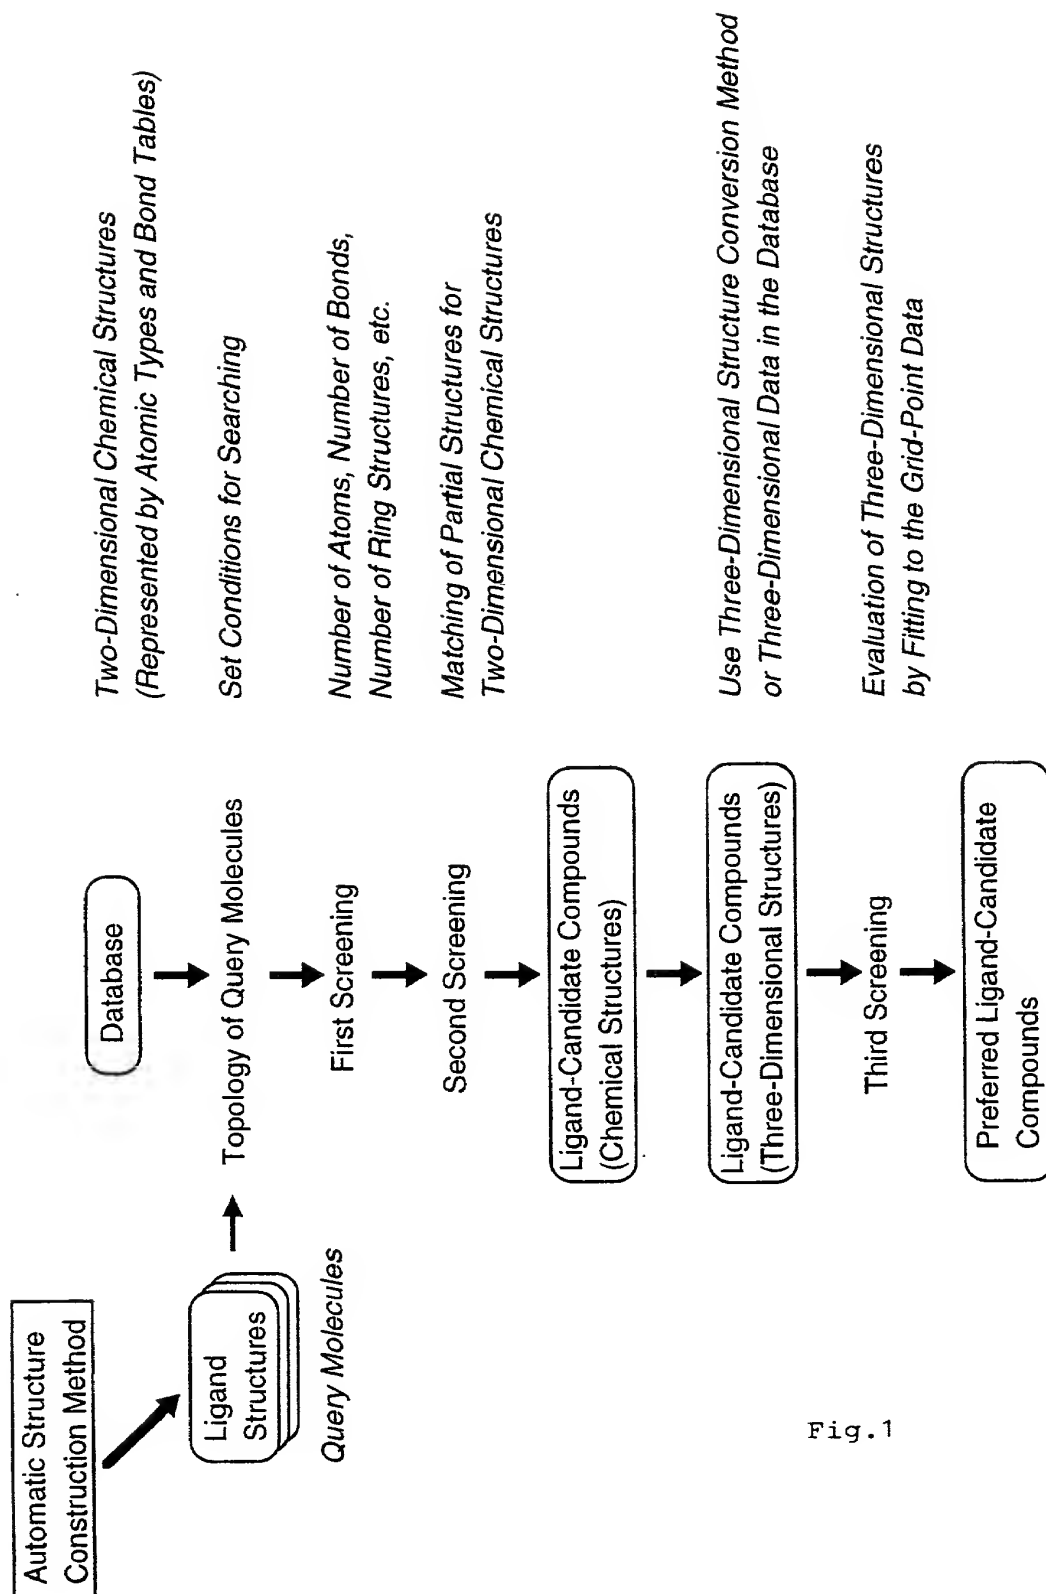 Automatic Structure
Construction Method
Ligand
Structures
Query Molecules
Database
Topology of Query Molecules
First Screening
Second Screening
Ligand-Candidate Compounds
(Chemical Structures)
Ligand-Candidate Compounds
(Three-Dimensional Structures)
Third Screening
Preferred Ligand-Candidate
Compounds
Two-Dimensional Chemical Structures
(Represented by Atomic Types and Bond Tables)
Set Conditions for Searching
Number of Atoms, Number of Bonds,
Number of Ring Structures, etc.
Matching of Partial Structures for
Two-Dimensional Chemical Structures
Use Three-Dimensional Structure Conversion Method
or Three-Dimensional Data in the Database
Evaluation of Three-Dimensional Structures
by Fitting to the Grid-Point Data
Fig.1